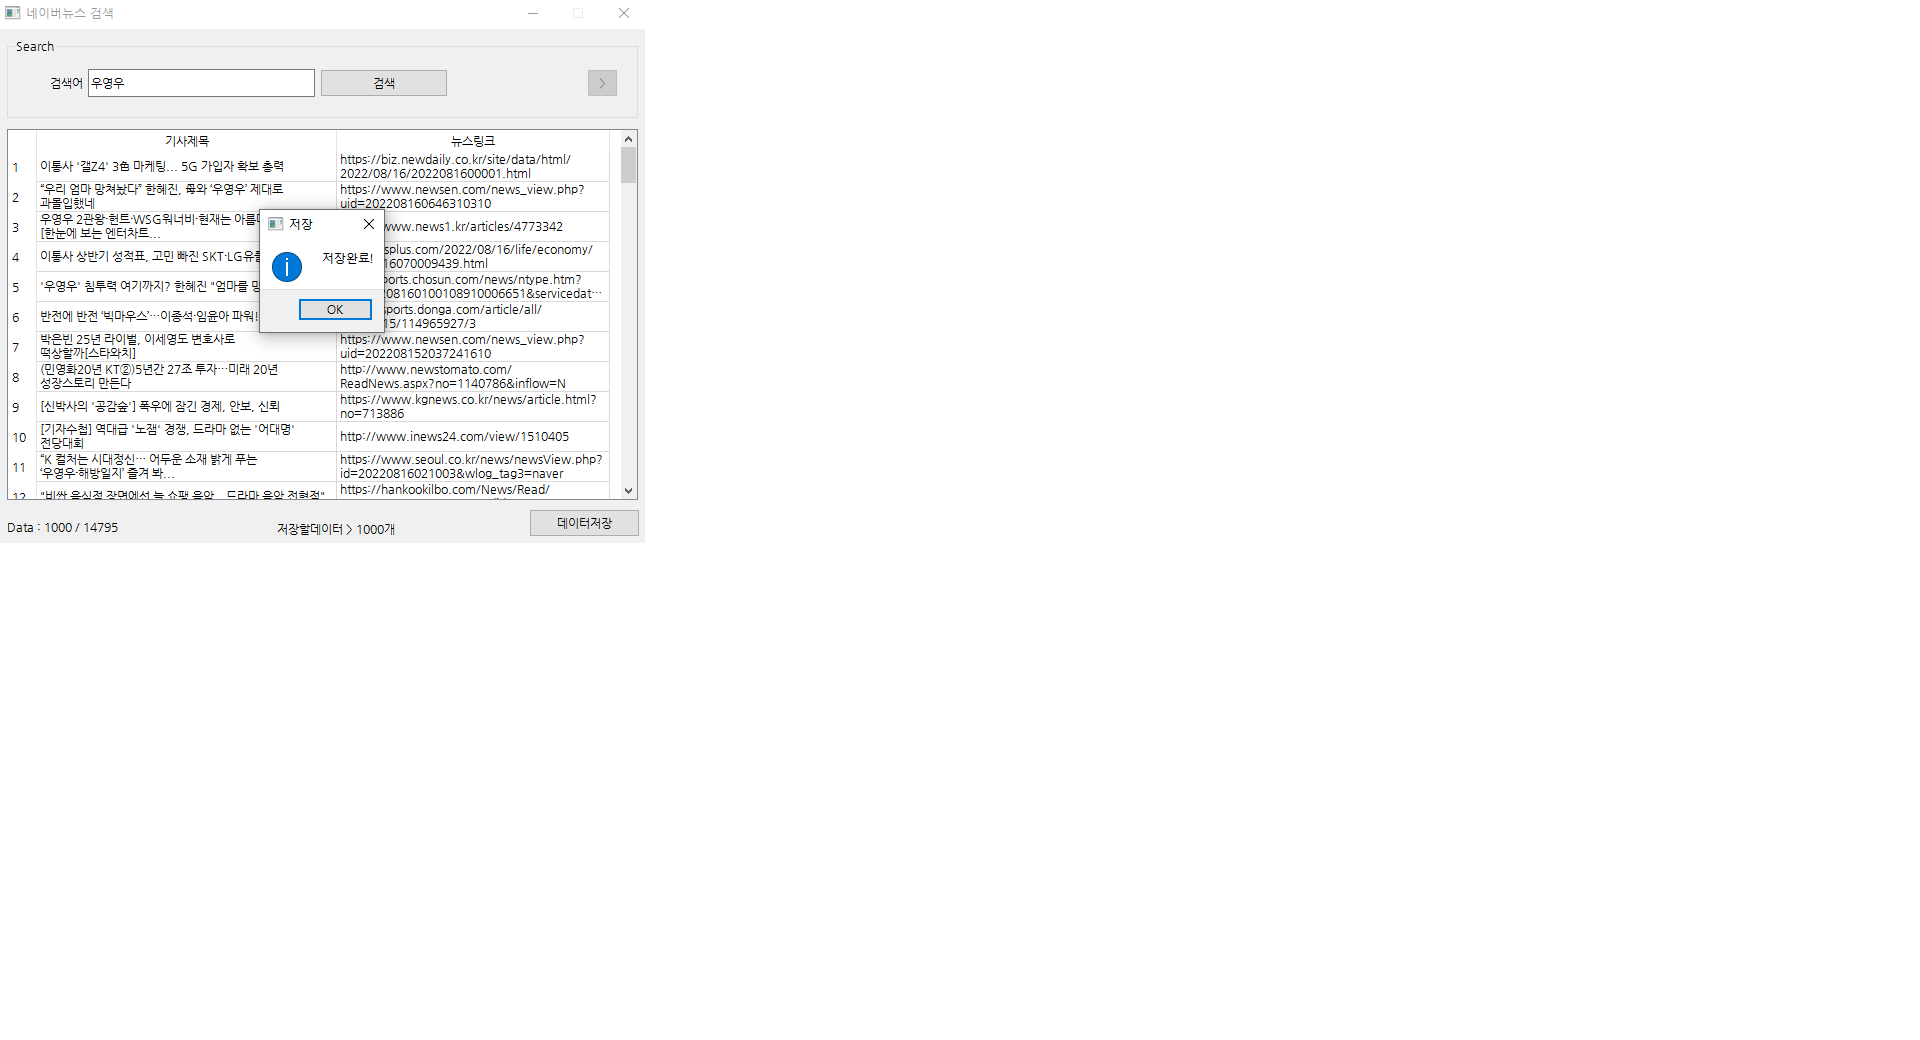 네이버뉴스 검색
Search
검색어
우영우
검색
>
기사제목
뉴스링크
1
이통사 '갤Z4' 3色 마케팅... 5G 가입자 확보 총력
https://biz.newdaily.co.kr/site/data/html/
2022/08/16/2022081600001.html
2
“우리 엄마 망쳐놨다” 한혜진, 母와 ‘우영우’ 제대로
과몰입했네
https://www.newsen.com/news_view.php?
uid=202208160646310310
3
우영우 2관왕·헌트·WSG워너비·현재는
[한눈에 보는 엔터차트...
www.news1.kr/articles/4773342
4
이통사 상반기 성적표, 고민 빠진 SKT·LG유플
splus.com/2022/08/16/life/economy/
16070009439.html
5
'우영우' 침투력 여기까지? 한혜진 "엄마를
ports.chosun.com/news/ntype.htm?
08160100108910006651&servicedat…
6
반전에 반전 ‘빅마우스’…이종석·임윤아 파워!
sports.donga.com/article/all/
15/114965927/3
7
박은빈 25년 라이벌, 이세영도 변호사로
떡상할까[스타와치]
https://www.newsen.com/news_view.php?
uid=202208152037241610
8
(민영화20년 KT②)5년간 27조 투자…미래 20년
성장스토리 만든다
http://www.newstomato.com/
ReadNews.aspx?no=1140786&inflow=N
9
[신박사의 '공감숲'] 폭우에 잠긴 경제, 안보, 신뢰
https://www.kgnews.co.kr/news/article.html?
no=713886
10
[기자수첩] 역대급 '노잼' 경쟁, 드라마 없는 '어대명'
전당대회
http://www.inews24.com/view/1510405
11
“K 컬처는 시대정신… 어두운 소재 밝게 푸는
‘우영우·해방일지’ 즐겨 봐...
https://www.seoul.co.kr/news/newsView.php?
id=20220816021003&wlog_tag3=naver
12
"비싼 음식점 장면에선 늘 쇼팽 음악... 드라마 음악 전형적"
https://hankookilbo.com/News/Read/
저장
저장완료!
OK
Data : 1000 / 14795
저장할데이터 > 1000개
데이터저장